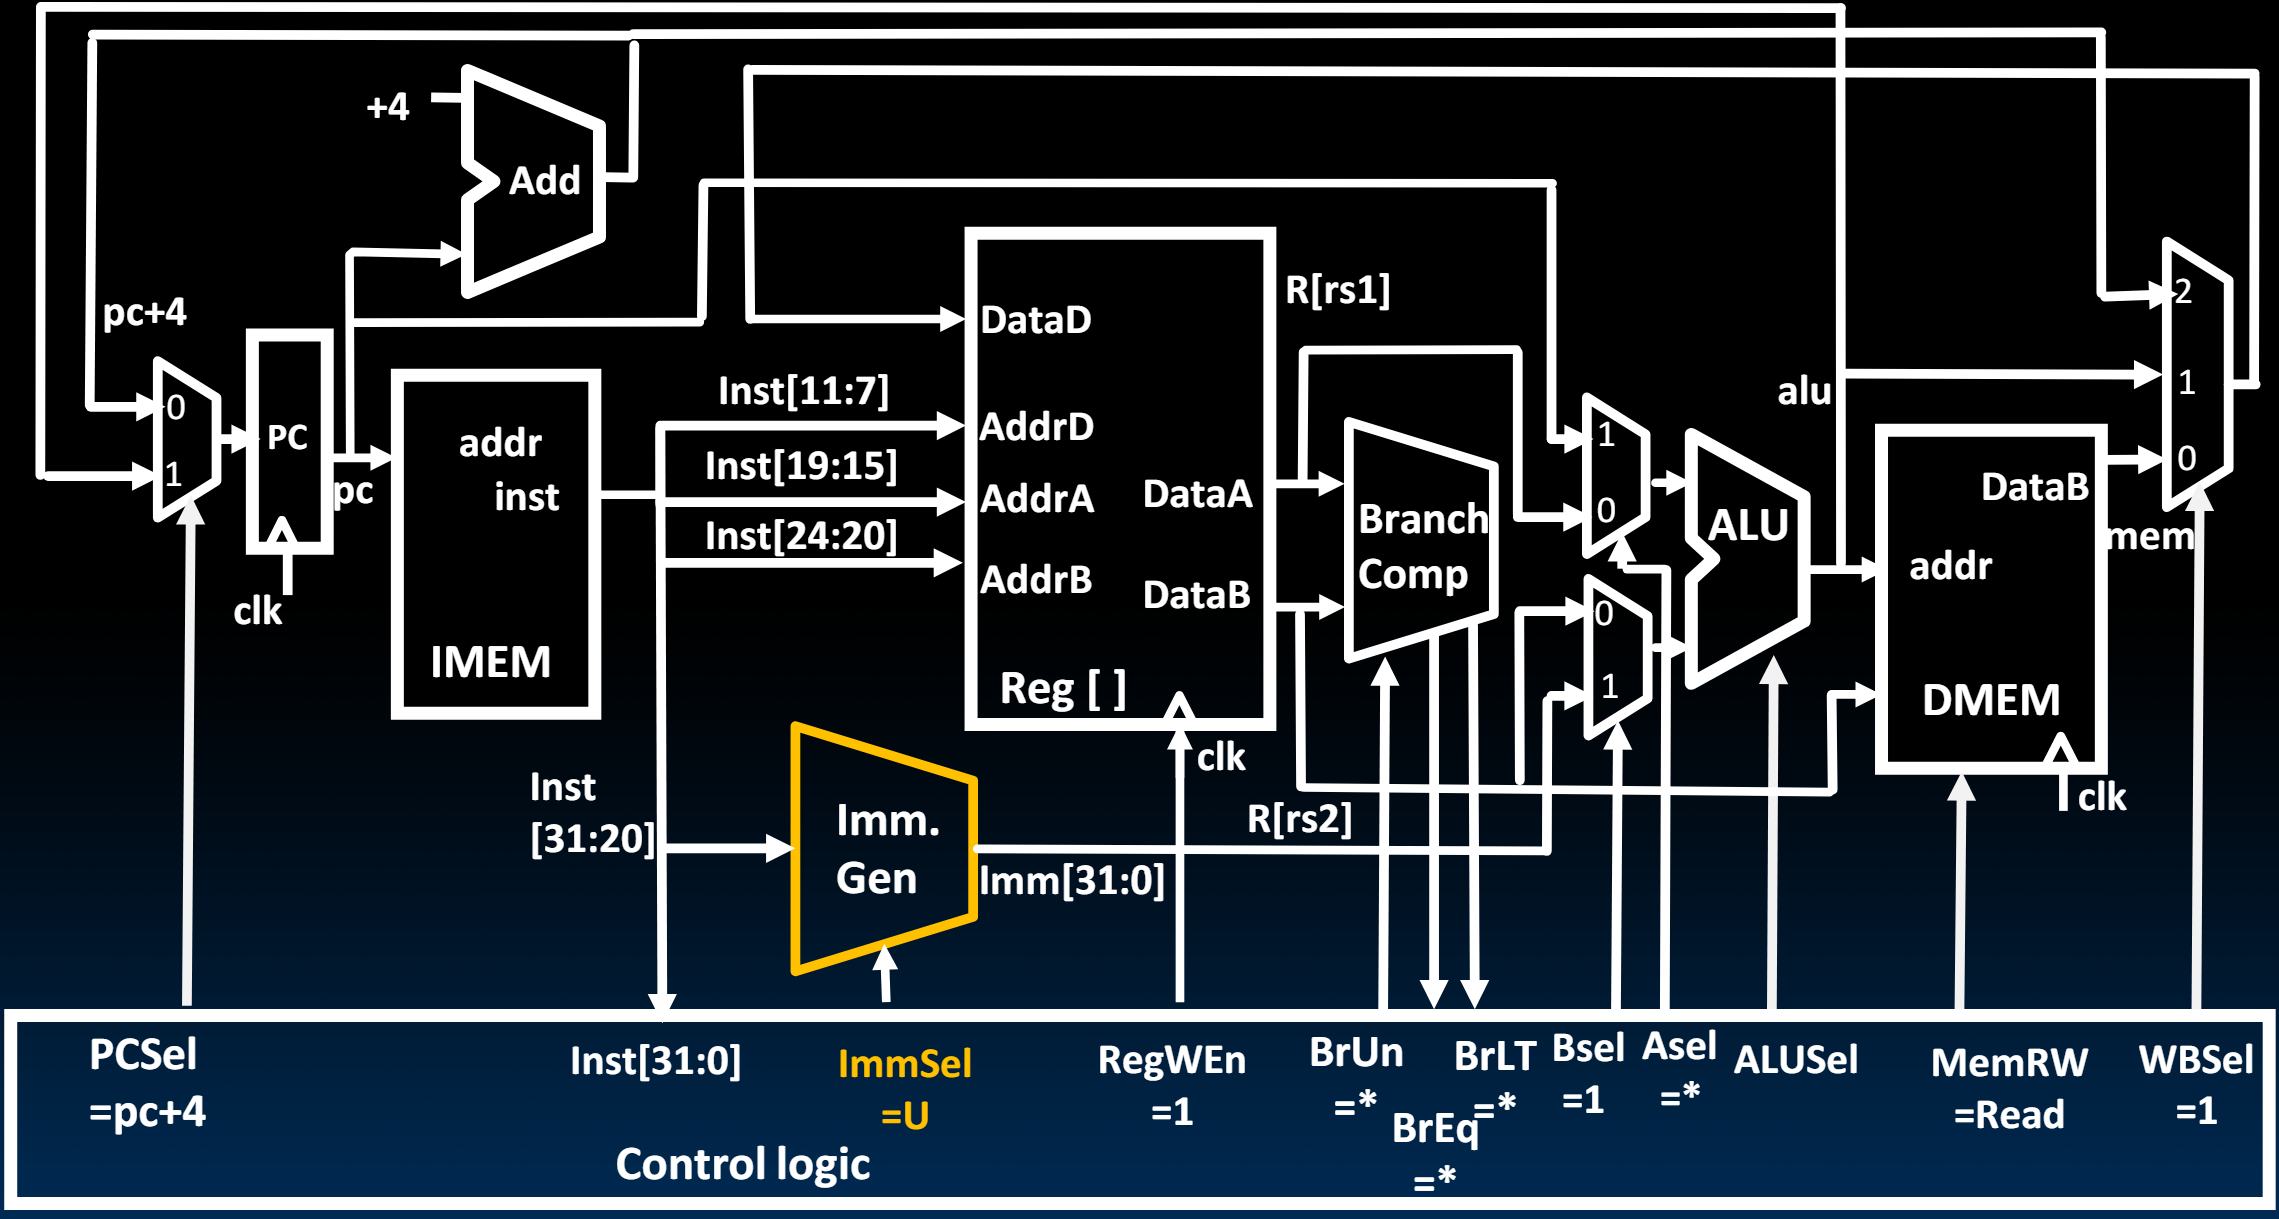 +4
Add
pc+4
0
1
PC
pc
clk
addr
inst
IMEM
Inst[11:7]
Inst[19:15]
Inst[24:20]
DataD
AddrD
AddrA
AddrB
DataA
DataB
Reg [ ]
clk
R[rs1]
Branch
Comp
R[rs2]
1
0
0
1
ALU
alu
addr
DataB
DMEM
clk
mem
2
1
0
Inst
[31:20]
Imm.
Gen
Imm[31:0]
PCSel
=pc+4
Inst[31:0]
ImmSel
=U
RegWEn
=1
BrUn
=*
BrEq
=*
BrLT
=*
Bsel
=1
Asel
=*
ALUSel
MemRW
=Read
WBSel
=1
Control logic